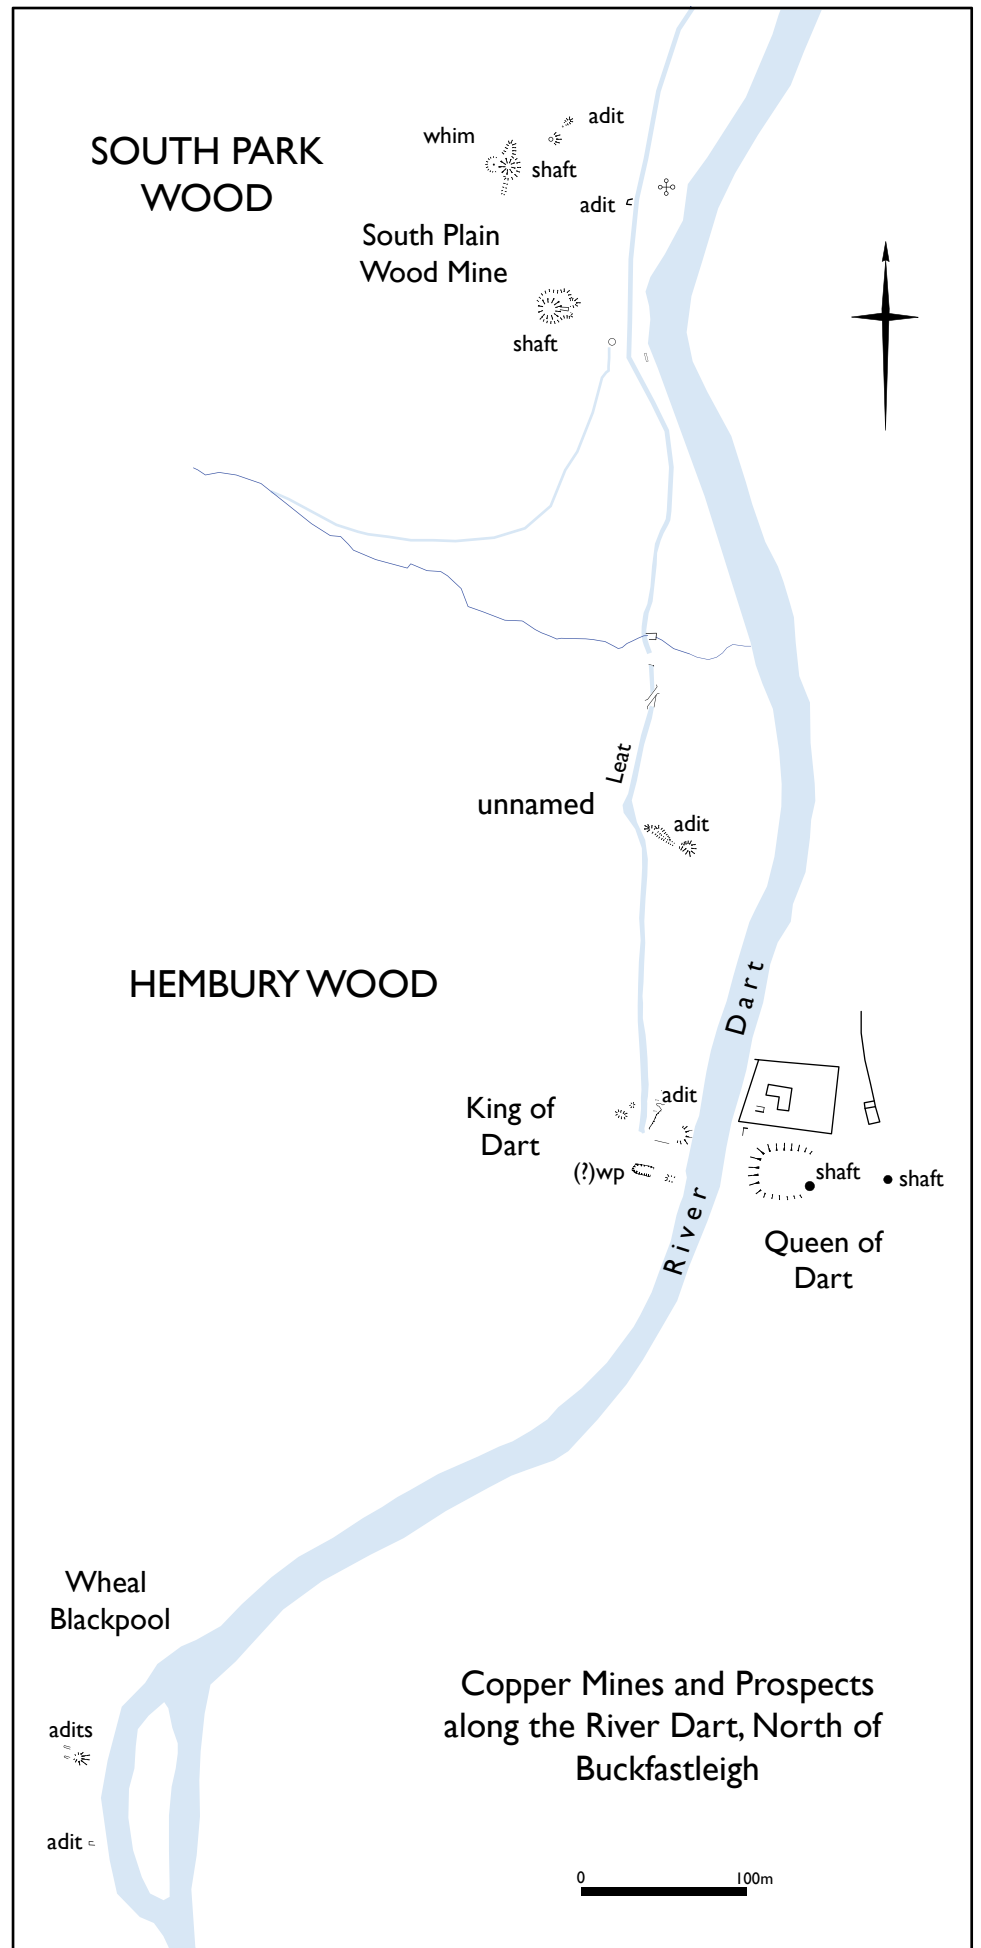 adit
whim
SOUTH PARK
WOOD
shaft
adit
South Plain
Wood Mine
shaft
Leat
unnamed
adit
HEMBURY WOOD
River Dart
adit
King of
Dart
(?)wp
shaft
shaft
Queen of
Dart
Wheal
Blackpool
adits
adit
Copper Mines and Prospects
along the River Dart, North of
Buckfastleigh
0 100m